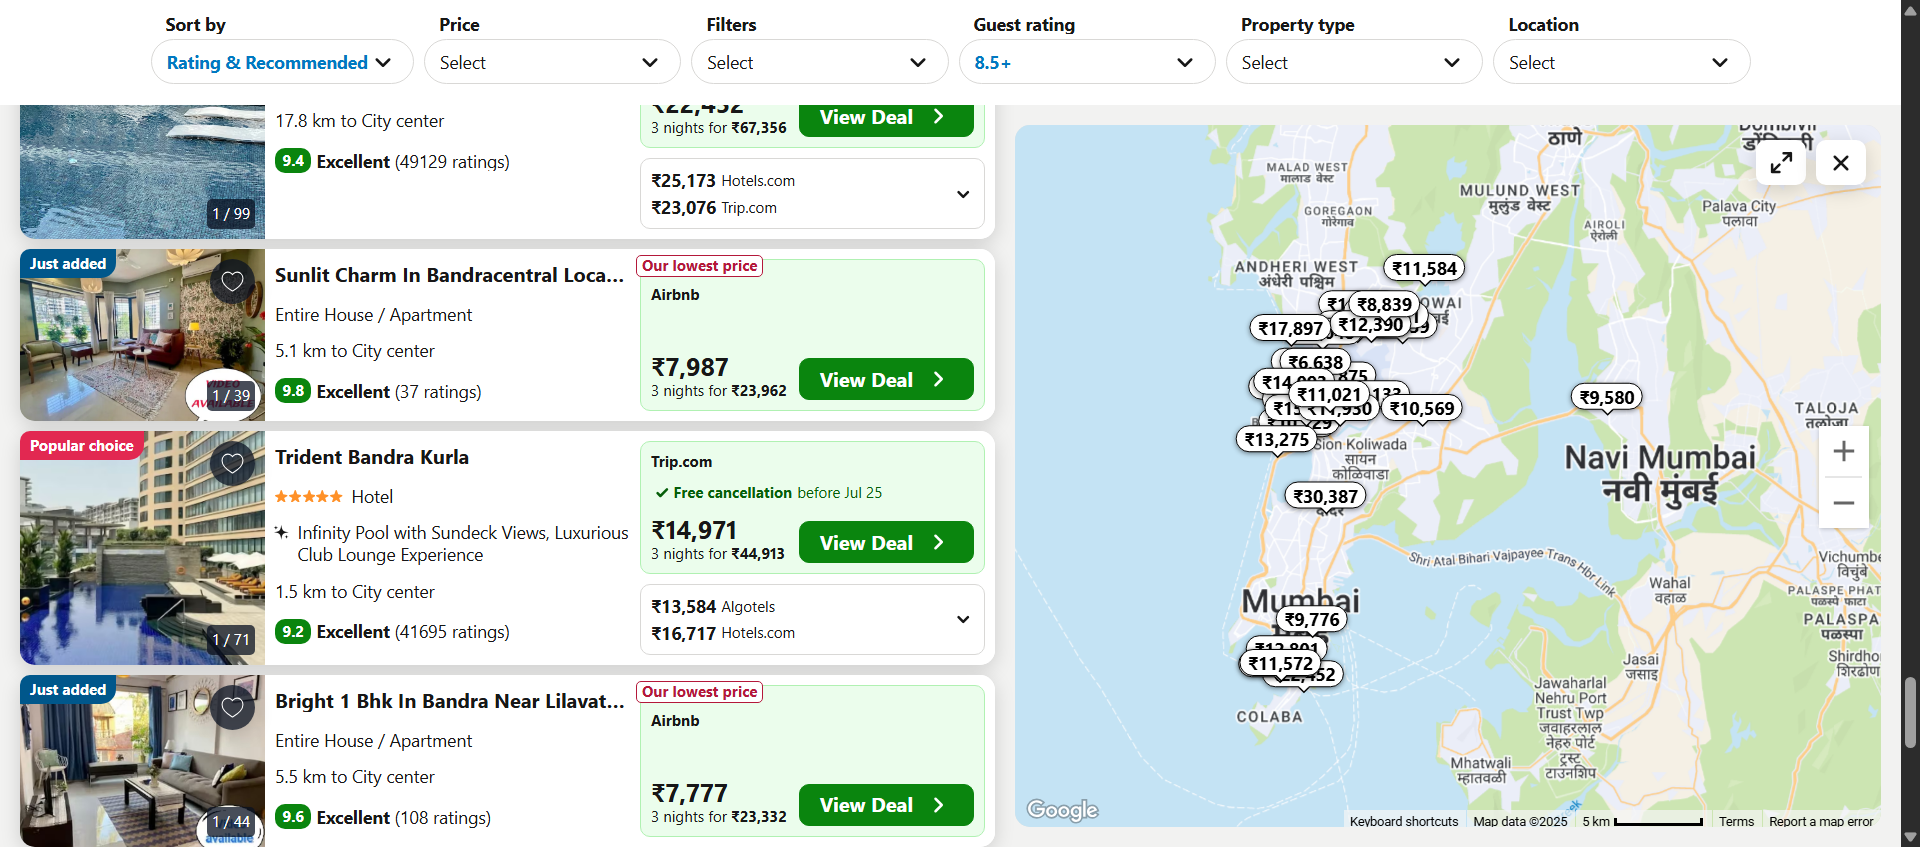 Sort by
Rating & Recommended
Price
Select
Filters
Select
Guest rating
8.5+
Property type
Select
Location
Select
17.8 km to City center
9.4 Excellent (49129 ratings)
1 / 99
₹22,452
3 nights for ₹67,356
View Deal
₹25,173 Hotels.com
₹23,076 Trip.com
Just added
1 / 39
Sunlit Charm In Bandracentral Loca...
Entire House / Apartment
5.1 km to City center
9.8 Excellent (37 ratings)
Our lowest price
Airbnb
₹7,987
3 nights for ₹23,962
View Deal
Popular choice
1 / 71
Trident Bandra Kurla
Hotel
Infinity Pool with Sundeck Views, Luxurious
Club Lounge Experience
1.5 km to City center
9.2 Excellent (41695 ratings)
Trip.com
Free cancellation before Jul 25
₹14,971
3 nights for ₹44,913
View Deal
₹13,584 Algotels
₹16,717 Hotels.com
Just added
1 / 44
available
Bright 1 Bhk In Bandra Near Lilavat...
Entire House / Apartment
5.5 km to City center
9.6 Excellent (108 ratings)
Our lowest price
Airbnb
₹7,777
3 nights for ₹23,332
View Deal
ठाणे
MALAD WEST
मालाड वेस्ट
MULUND WEST
मुलुंड वेस्ट
Palava City
पलावा
GOREGAON
गोरेगाव
AIROLI
ऐरोली
ANDHERI WEST
अंधेरी पश्चिम
₹11,584
₹8,839
₹17,897
₹12,390
₹6,638
₹11,021
₹10,569
₹13,275
₹9,580
TALOJA
तळोजा
Sion Koliwada
सायन
कोळिवाडा
Navi Mumbai
नवी मुंबई
₹30,387
दादर
Shri Atal Bihari Vajpayee Trans Hbr Link
Wahal
वहाळ
Vichumbe
विचुंबे
PALASPE PHAT
पळस्पे फाटा
PALASPA
पळस्पा
Mumbai
₹9,776
₹11,572
COLABA
Jasai
जसाई
Shirdho
शिरढोण
Jawaharlal
Nehru Port
Trust Twp
जवाहरलाल
नेहरु पोर्ट
ट्रस्ट
टाउनशिप
Mhatwali
म्हातवळी
Google
Keyboard shortcuts
Map data ©2025
5 km
Terms
Report a map error